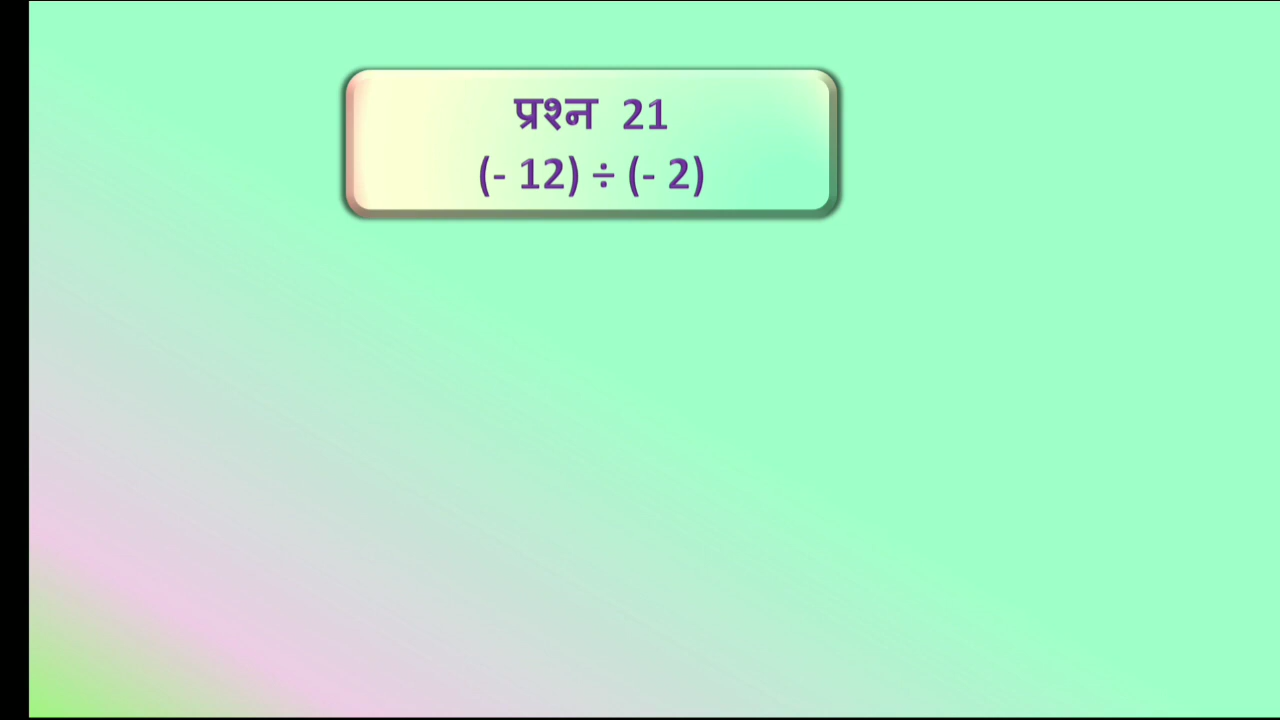 प्रश्न 21
(- 12) ÷ (- 2)